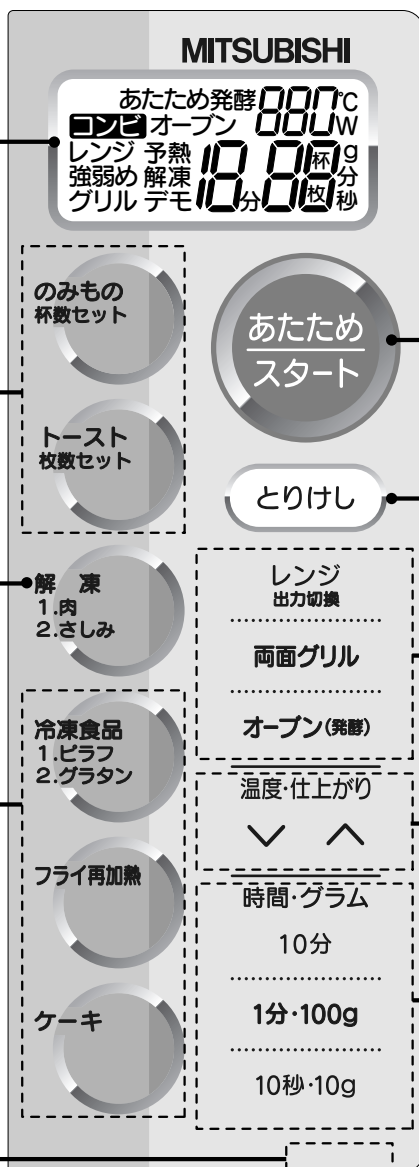 MITSUBISHI
あたため発酵 880℃
コンビ オーブン W
レンジ 予熱 杯 g
強弱め 解凍 18 88 分
グリル デモ 分 枚 秒
のみもの
杯数セット
トースト
枚数セット
解 凍
1.肉
2.さしみ
冷凍食品
1.ピラフ
2.グラタン
フライ再加熱
ケーキ
あたため
スタート
とりけし
レンジ
出力切換
両面グリル
オーブン(発酵)
温度·仕上がり
時間·グラム
10分
1分·100g
10秒·10g